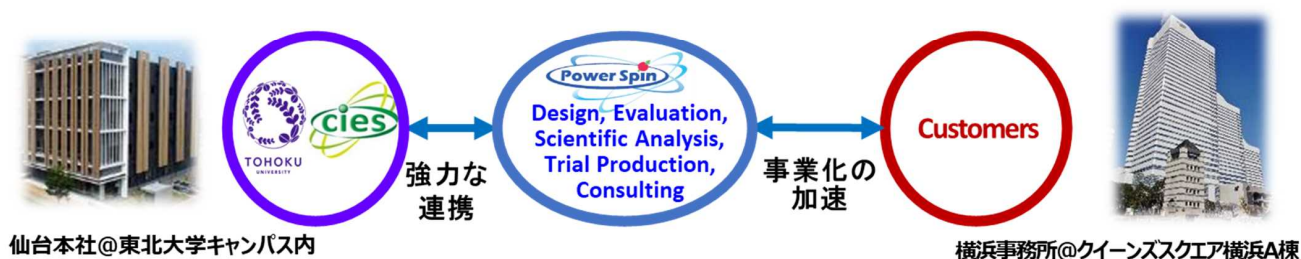 仙台本社@東北大学キャンパス内
TOHOKU
UNIVERSITY
cies
強力な
連携
Power Spin
Design, Evaluation,
Scientific Analysis,
Trial Production,
Consulting
事業化の
加速
Customers
横浜事務所@クイーンズスクエア横浜A棟